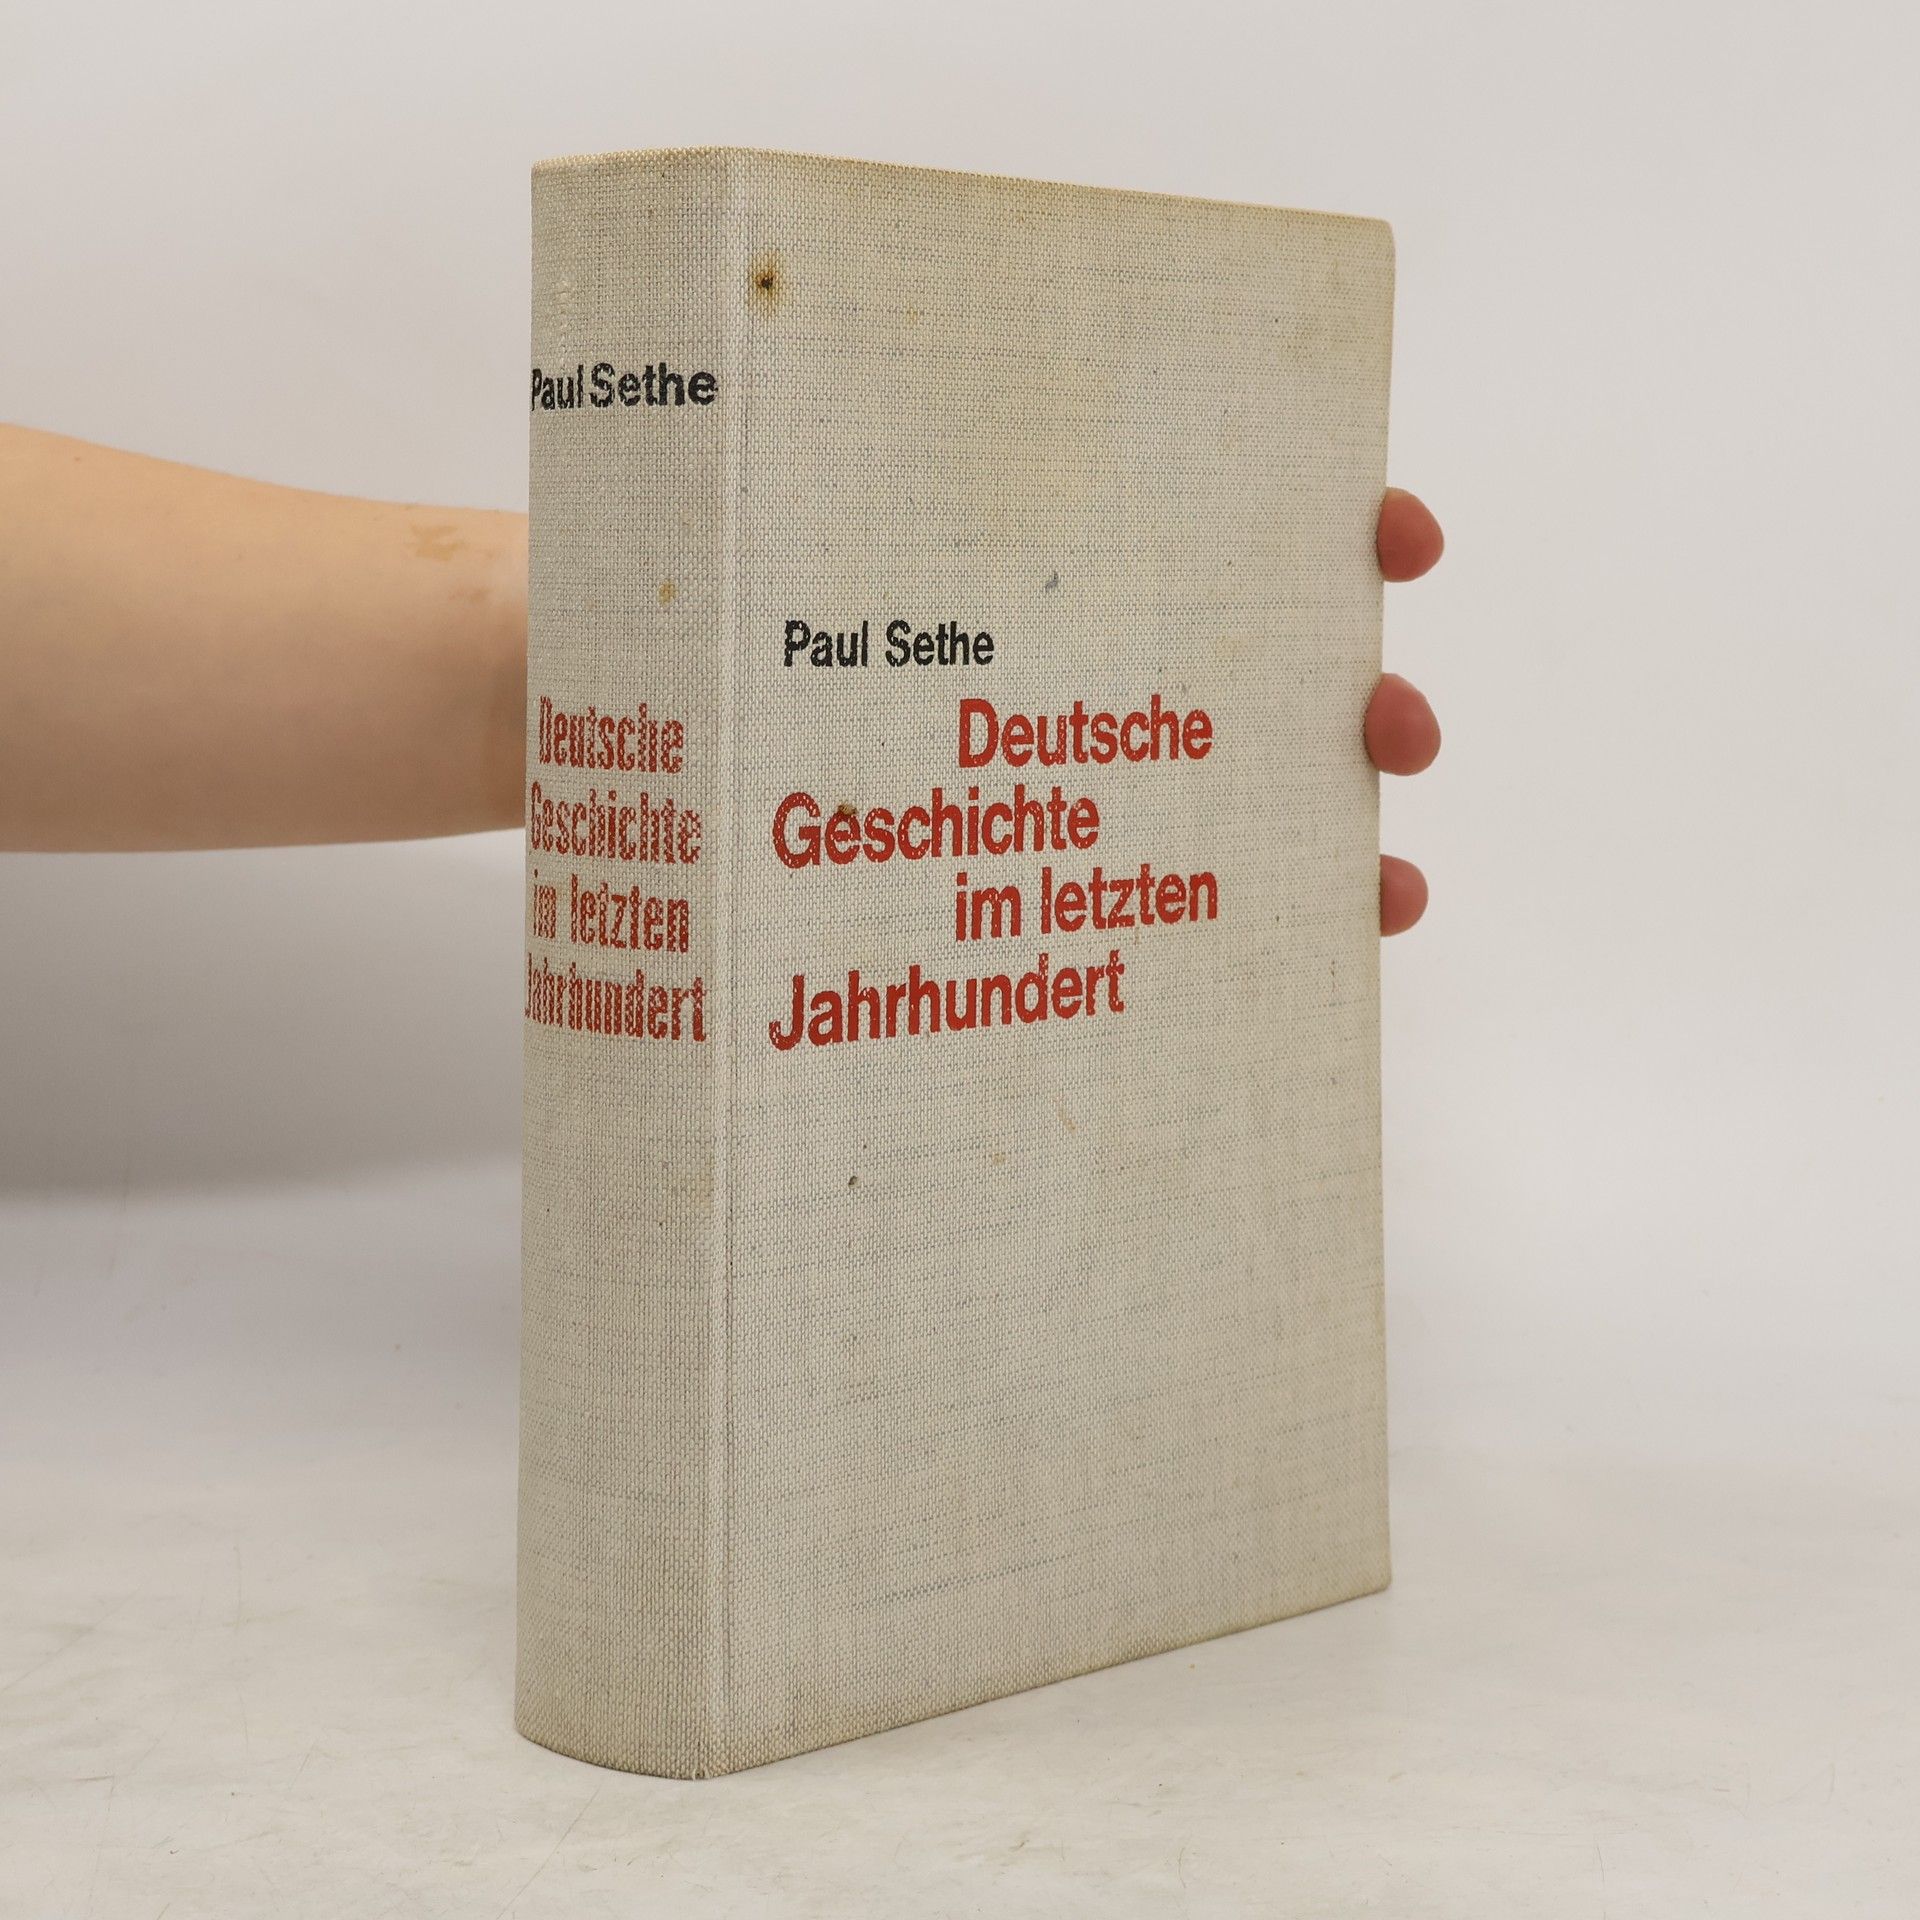 Paul Sethe
Deutsche
Geschichte
im letzten
Jahrhundert
Paul Sethe
Deutsche
Geschichte
im letzten
Jahrhundert